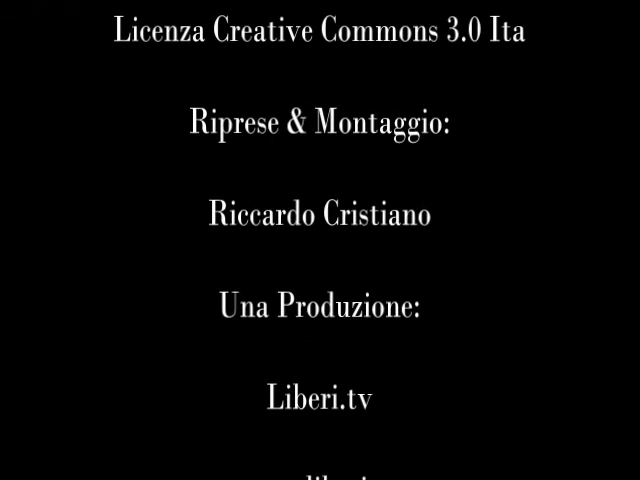 Licenza Creative Commons 3.0 Ita
Riprese & Montaggio:
Riccardo Cristiano
Una Produzione:
Liberi.tv